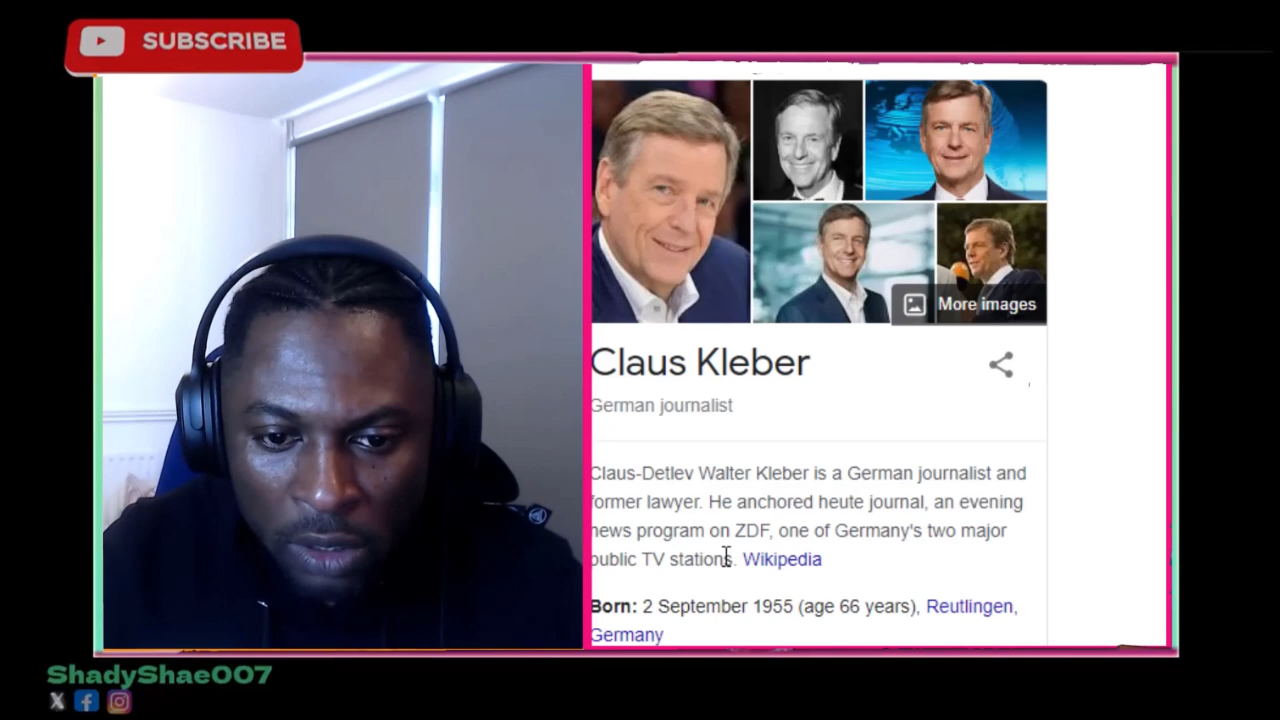 SUBSCRIBE
More images
Claus Kleber
German journalist
Claus-Detlev Walter Kleber is a German journalist and
former lawyer. He anchored heute journal, an evening
news program on ZDF, one of Germany's two major
public TV stations. Wikipedia
Born: 2 September 1955 (age 66 years), Reutlingen,
Germany
ShadyShae007